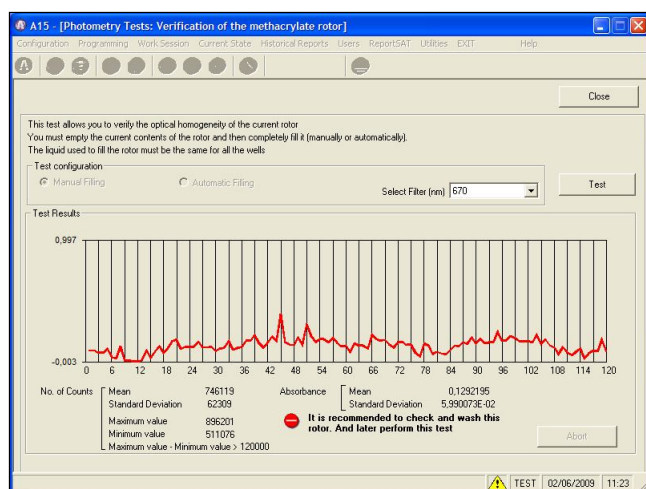 A15 - [Photometry Tests: Verification of the methacrylate rotor]
Configuration Programming Work Session Current State Historical Reports Users ReportSAT Utilities EXIT Help
Close
This test allows you to verify the optical homogeneity of the current rotor
You must empty the current contents of the rotor and then completely fill it (manually or automatically).
The liquid used to fill the rotor must be the same for all the wells
Test configuration
Manual Filling Automatic Filling Select Filter (nm) 670
Test
Test Results
0,997
-0,003
0 6 12 18 24 30 36 42 48 54 60 66 72 78 84 90 96 102 108 114 120
No. of Counts Mean 746119 Absorbance Mean 0,1292195
Standard Deviation 62309 Standard Deviation 5,990073E-02
Maximum value 896201
Minimum value 511076
Maximum value - Minimum value > 120000
It is recommended to check and wash this
rotor. And later perform this test
Abort
TEST 02/06/2009 11:23